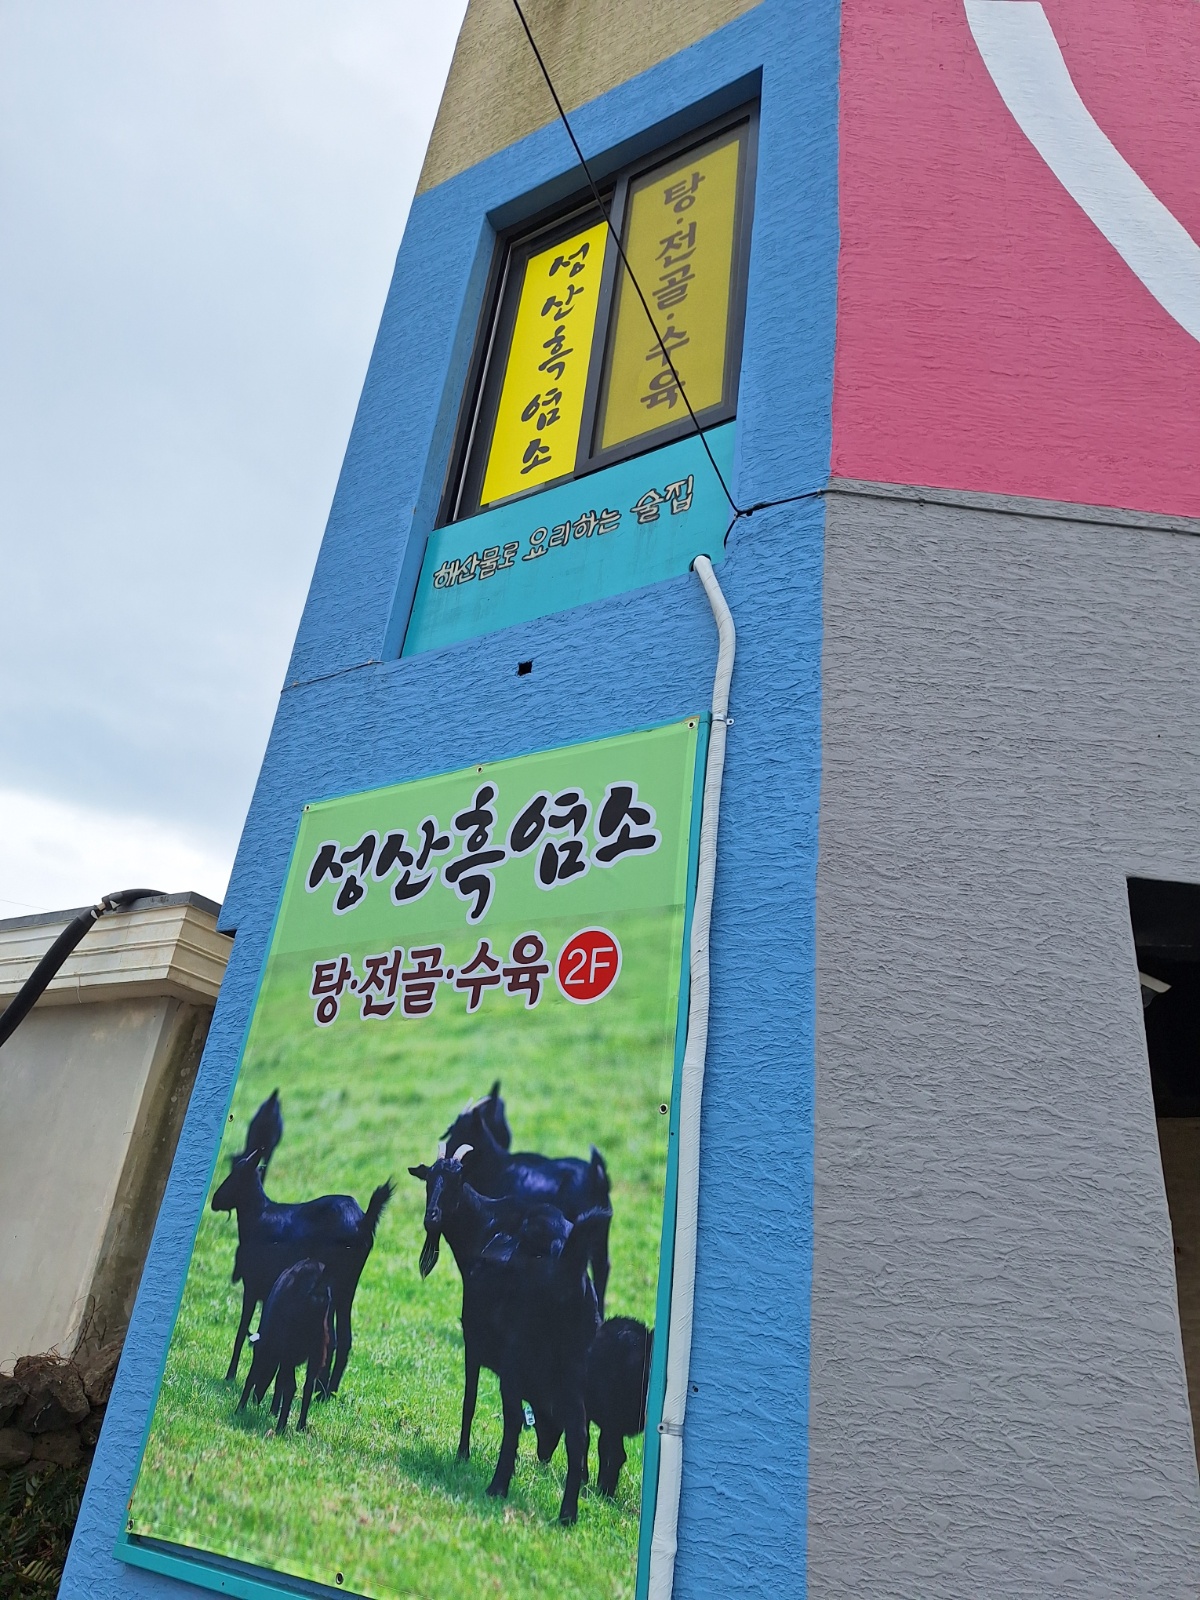 성산흑염소
탕·전골·수육
해산물로 요리하는 술집
성산흑염소
탕·전골·수육 2F